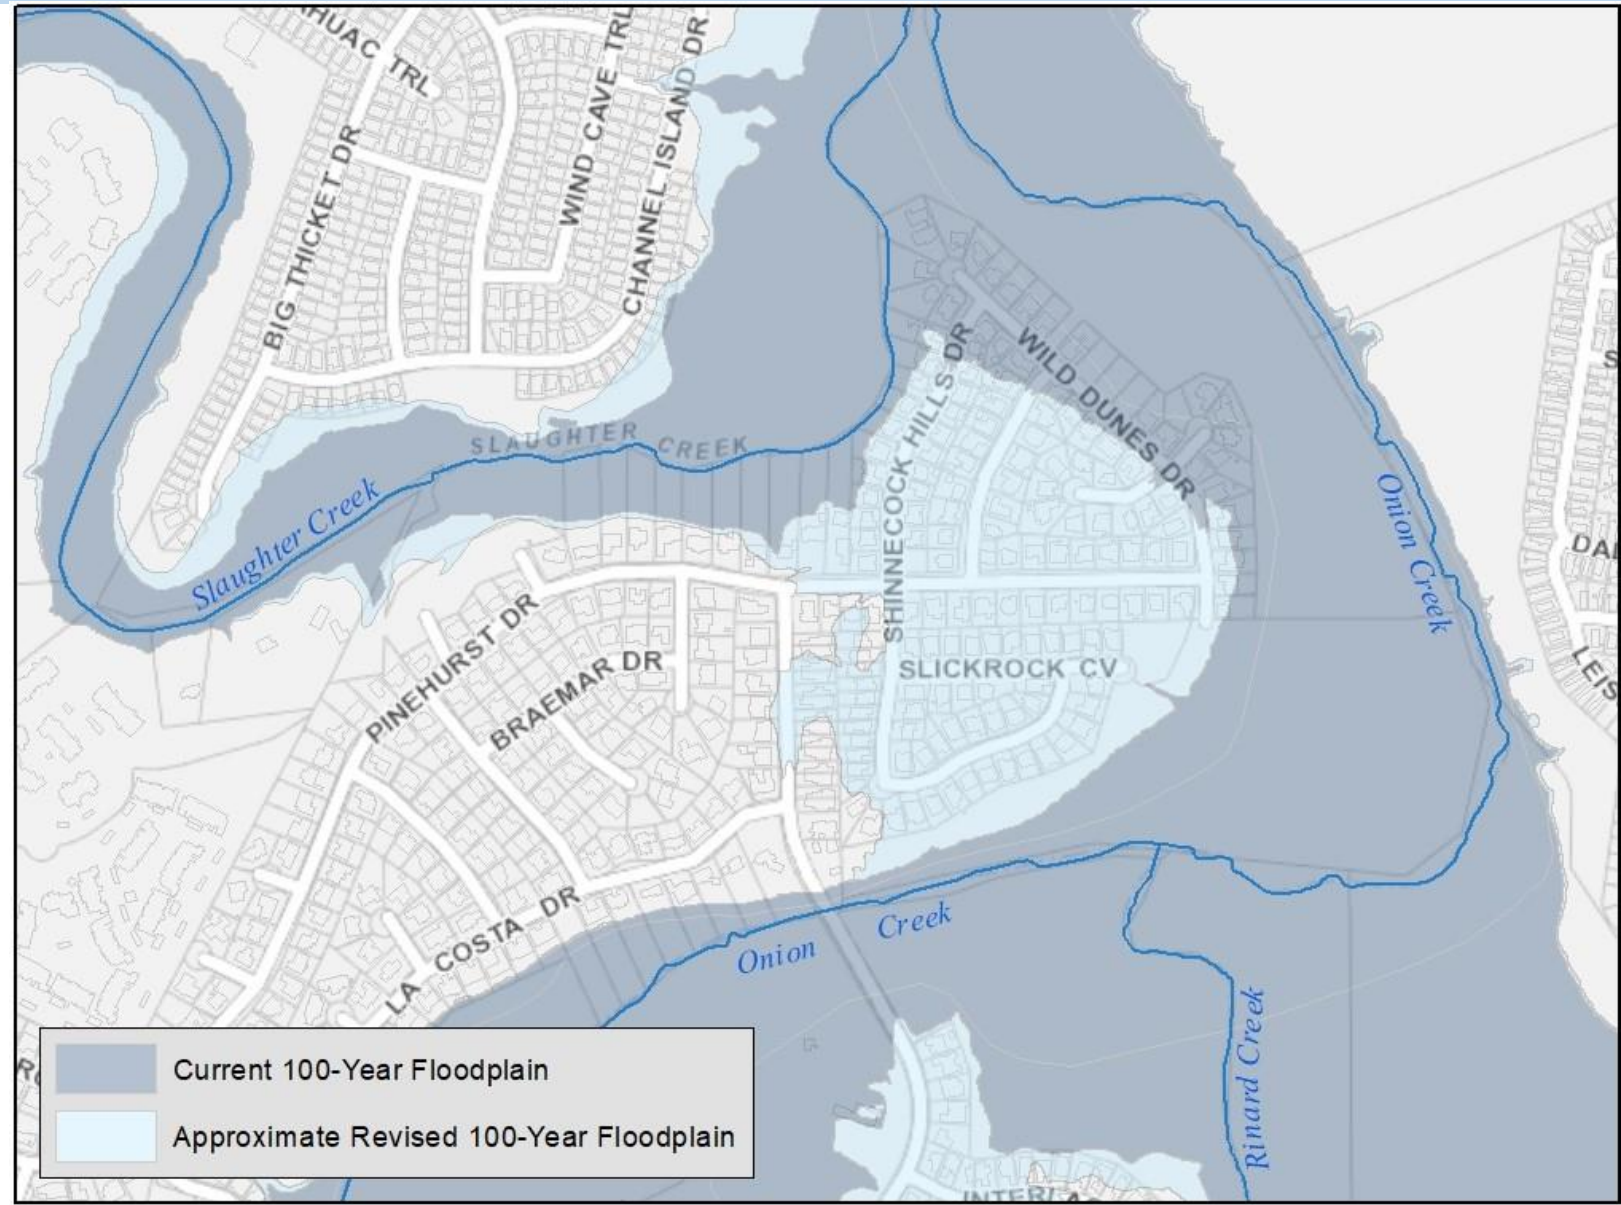 TRL
WIND CAVE TRL
CHANNEL ISLAND DR.
BIG THICKET DR
SHINNECOCK HILLS DR
WILD DUNES DR
SLAUGHTER CREEK
Slaughter Creek
Onion Creek
PINEHURST DR
BRAEMAR DR
SLICKROCK CV
LA COSTA DR
Onion Creek
Rinard Creek
Current 100-Year Floodplain
Approximate Revised 100-Year Floodplain